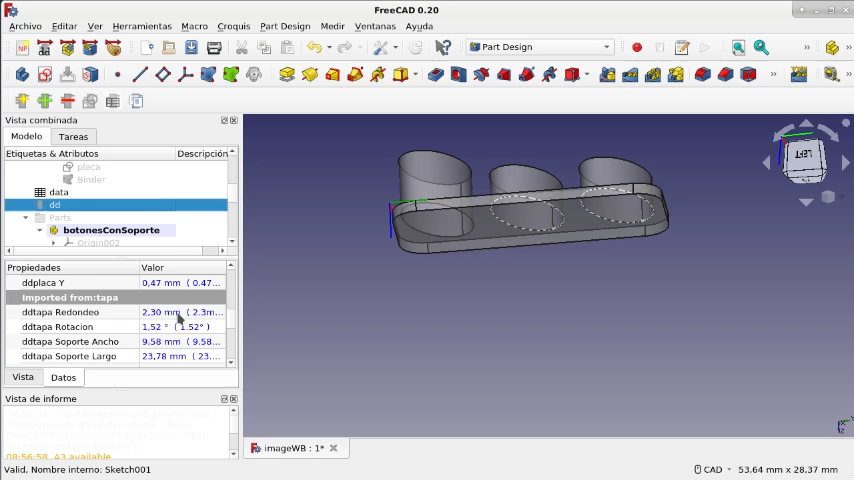 FreeCAD 0.20
Archivo Editar Ver Herramientas Macro Croquis Part Design Medir Ventanas Ayuda
Part Design
Vista combinada
Modelo Tareas
Etiquetas & Atributos Descripción
placa
Binder
data
dd
Parts
botonesConSoporte
Origin002
Propiedades Valor
ddplaca Y 0,47 mm ( 0.47...
Imported from:tapa
ddtapa Redondeo 2,30 mm ( 2.3m...
ddtapa Rotacion 1,52 ° ( 1.52° )
ddtapa Soporte Ancho 9,58 mm ( 9.58...
ddtapa Soporte Largo 23,78 mm ( 23....
Vista Datos
Vista de informe
08:56:58 A3 available
LEFT
imageWB : 1*
Valid, Nombre interno: Sketch001
CAD 53,64 mm x 28,37 mm